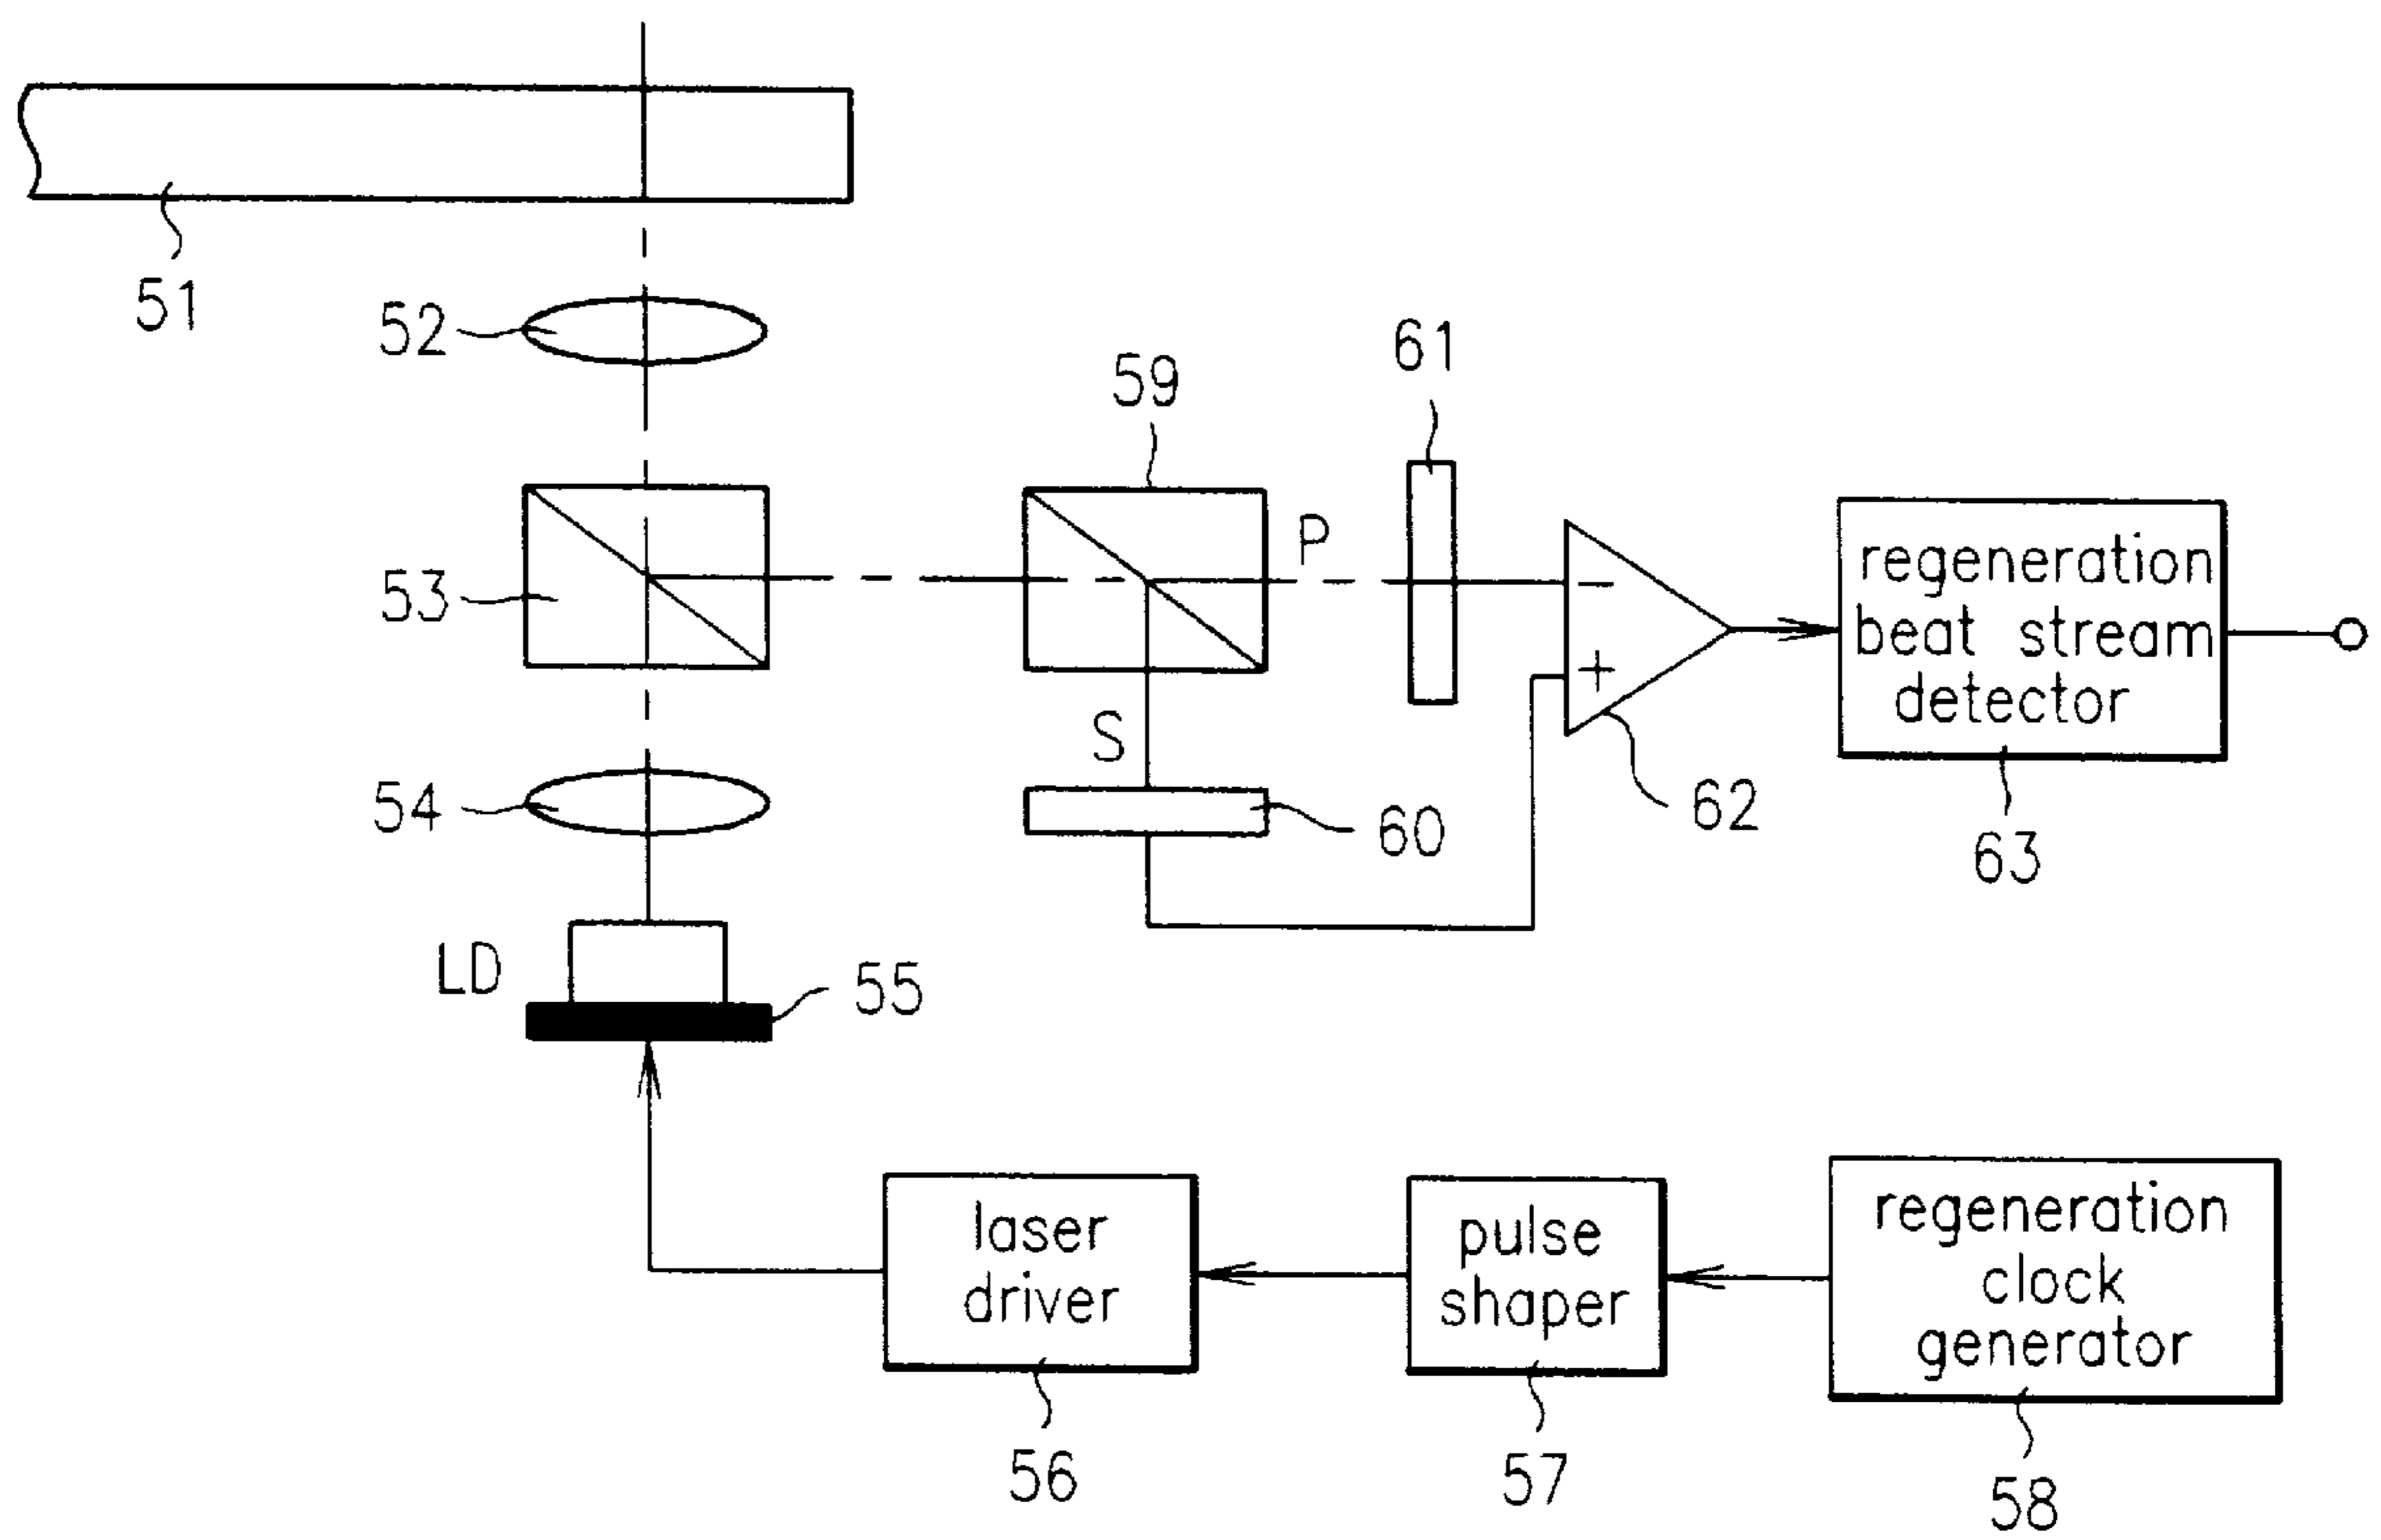 51
52
61
59
53
P
−
+
regeneration
beat stream
detector
S
54
60
62
63
LD
55
laser
driver
pulse
shaper
regeneration
clock
generator
56
57
58